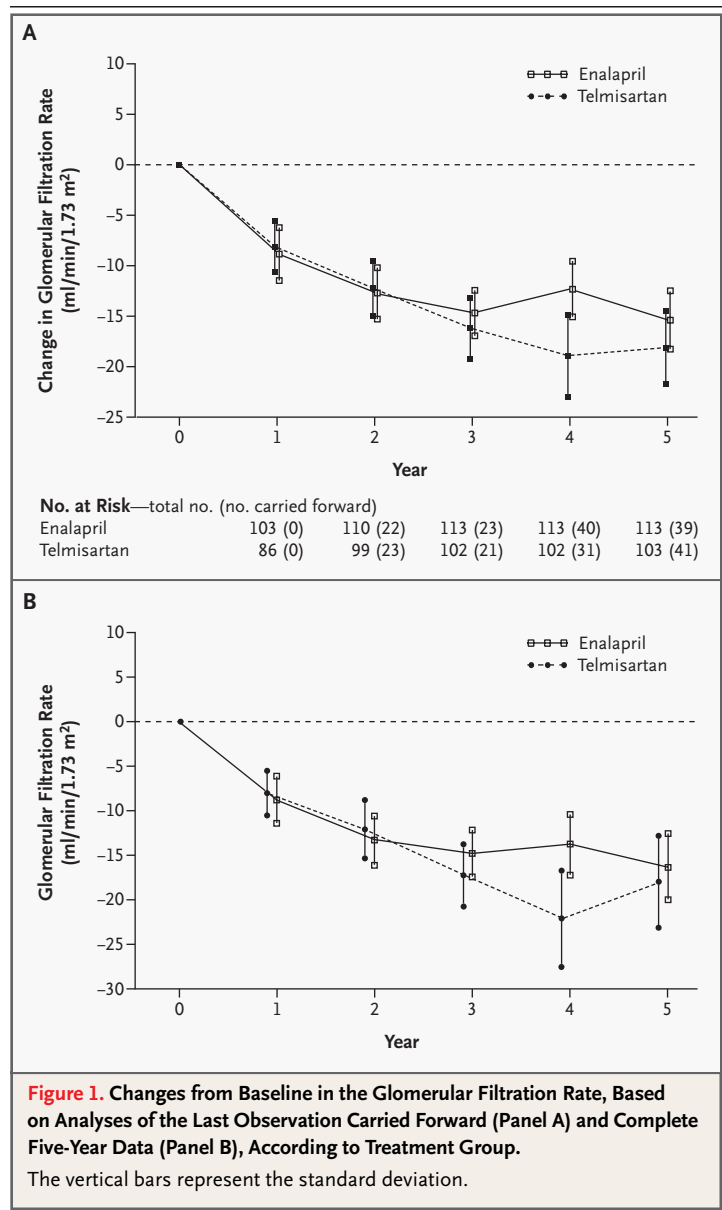 A
10
5
0
–5
–10
–15
–20
–25
Change in Glomerular Filtration Rate
(ml/min/1.73 m²)
Enalapril
Telmisartan
0 1 2 3 4 5
Year
No. at Risk—total no. (no. carried forward)
Enalapril 103 (0) 110 (22) 113 (23) 113 (40) 113 (39)
Telmisartan 86 (0) 99 (23) 102 (21) 102 (31) 103 (41)
B
10
5
0
–5
–10
–15
–20
–25
–30
Glomerular Filtration Rate
(ml/min/1.73 m²)
Enalapril
Telmisartan
0 1 2 3 4 5
Year
Figure 1. Changes from Baseline in the Glomerular Filtration Rate, Based
on Analyses of the Last Observation Carried Forward (Panel A) and Complete
Five-Year Data (Panel B), According to Treatment Group.
The vertical bars represent the standard deviation.